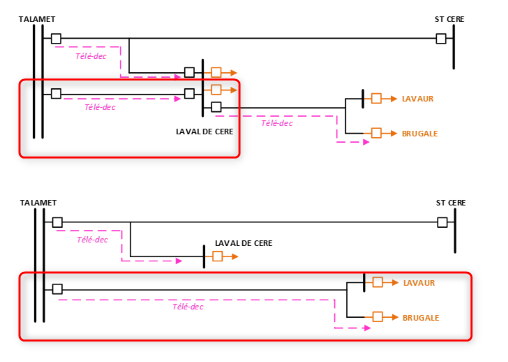 TALAMET
ST CERE
Télé-dec
Télé-dec
LAVAUR
Télé-dec
LAVAL DE CERE
BRUGALE
TALAMET
ST CERE
Télé-dec
LAVAL DE CERE
LAVAUR
Télé-dec
BRUGALE